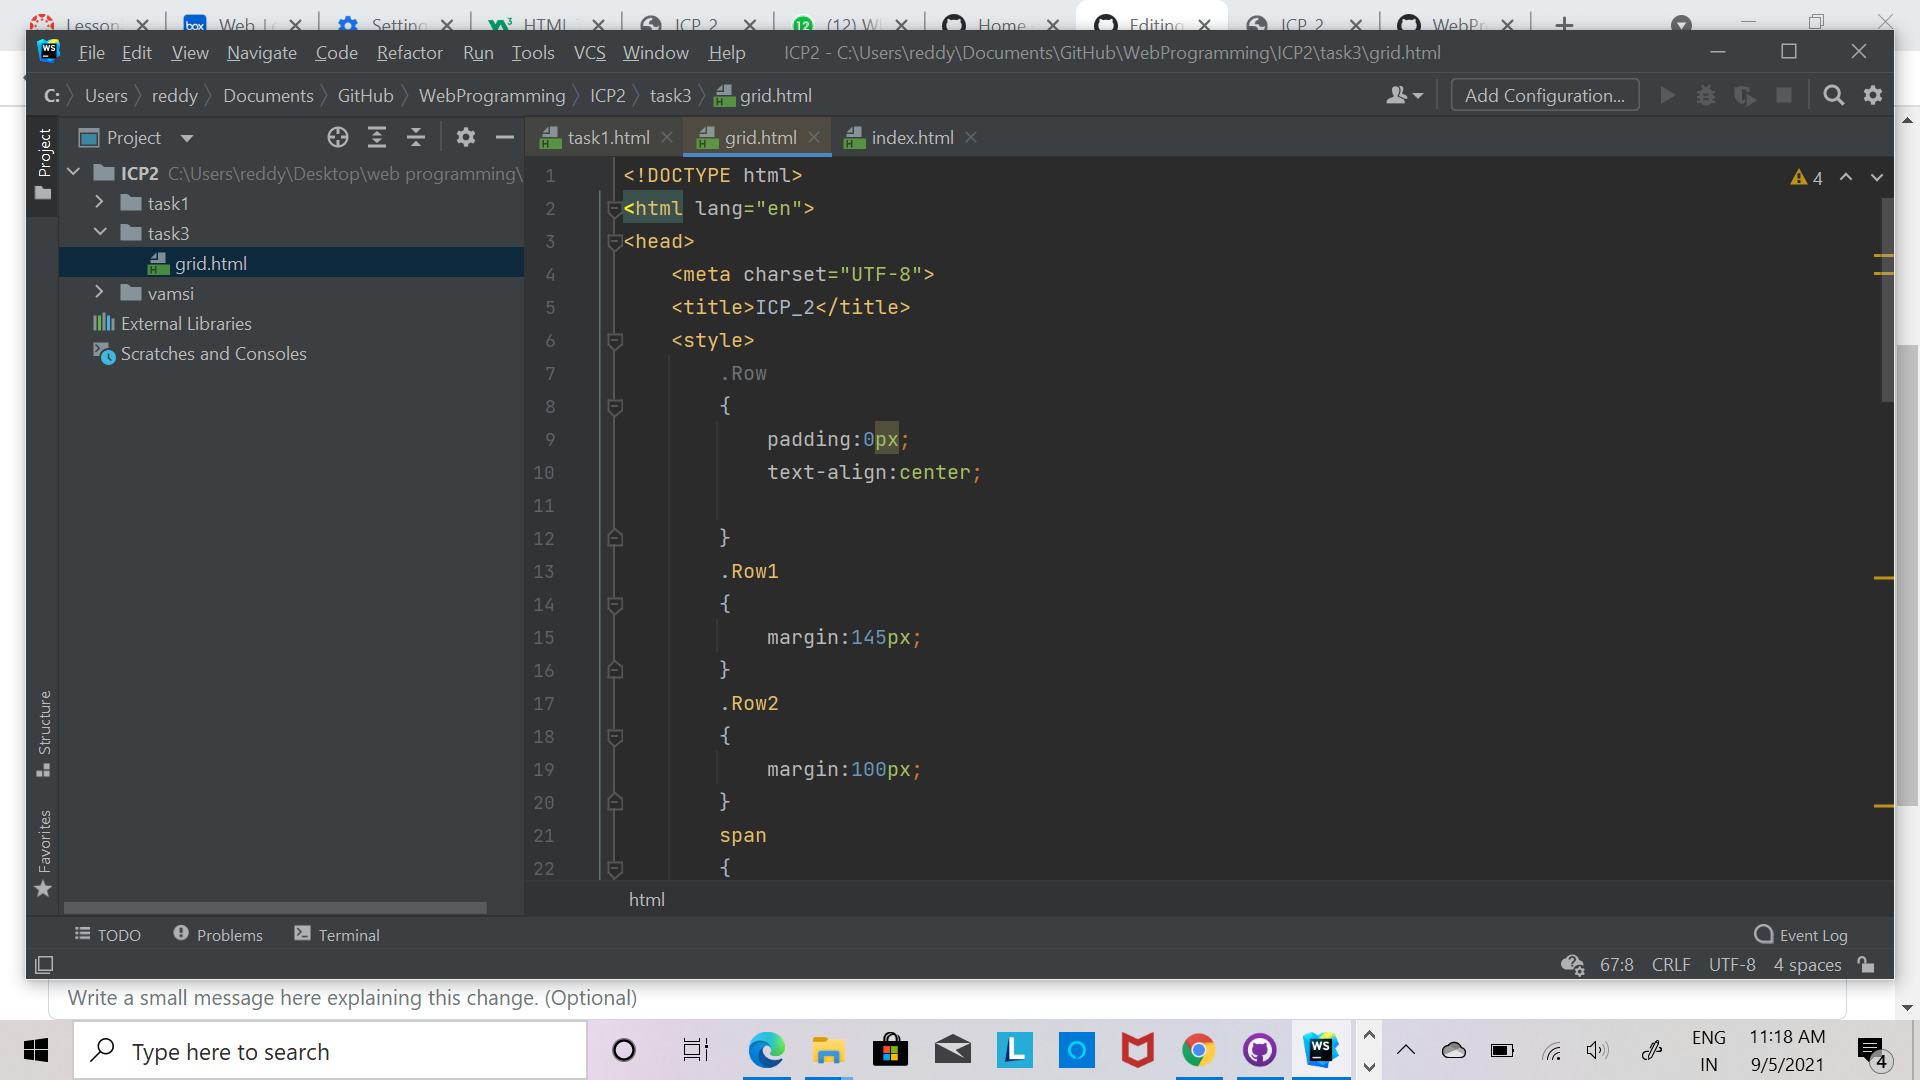 Lesson
Web Le
Setting
HTML
ICP_2
(12) W
Home
Editing
ICP_2
WebPr
File Edit View Navigate Code Refactor Run Tools VCS Window Help ICP2 - C:\Users\reddy\Documents\GitHub\WebProgramming\ICP2\task3\grid.html
C: Users reddy Documents GitHub WebProgramming ICP2 task3 grid.html
Add Configuration...
Project
Project
task1.html
grid.html
index.html
ICP2 C:\Users\reddy\Desktop\web programming\
task1
task3
grid.html
vamsi
External Libraries
Scratches and Consoles
4
1 <!DOCTYPE html>
2 <html lang="en">
3 <head>
4 <meta charset="UTF-8">
5 <title>ICP_2</title>
6 <style>
7 .Row
8 {
9 padding:0px;
10 text-align:center;
11
12 }
13 .Row1
14 {
15 margin:145px;
16 }
17 .Row2
18 {
19 margin:100px;
20 }
21 span
22 {
Structure
Favorites
html
TODO
Problems
Terminal
Event Log
67:8 CRLF UTF-8 4 spaces
Write a small message here explaining this change. (Optional)
Type here to search
ENG
IN
11:18 AM
9/5/2021
4